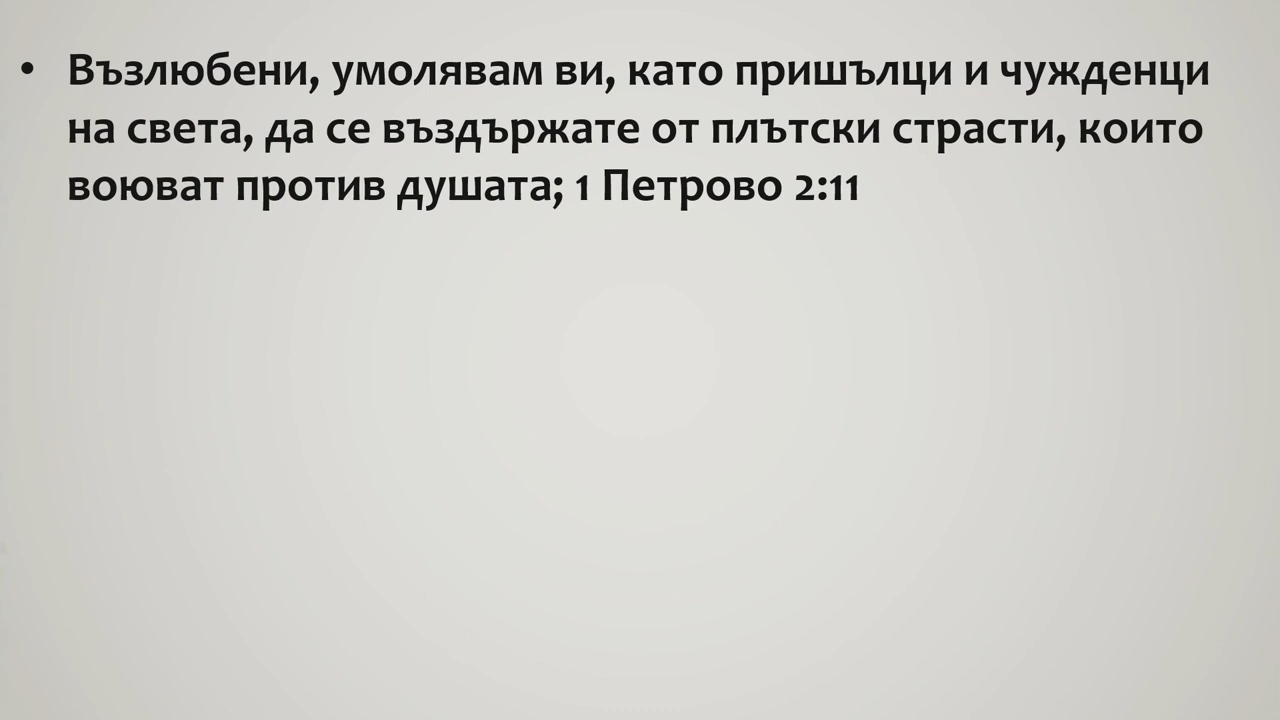 • Възлюбени, умолявам ви, като пришълци и чужденци
на света, да се въздържате от плътски страсти, които
воюват против душата; 1 Петрово 2:11